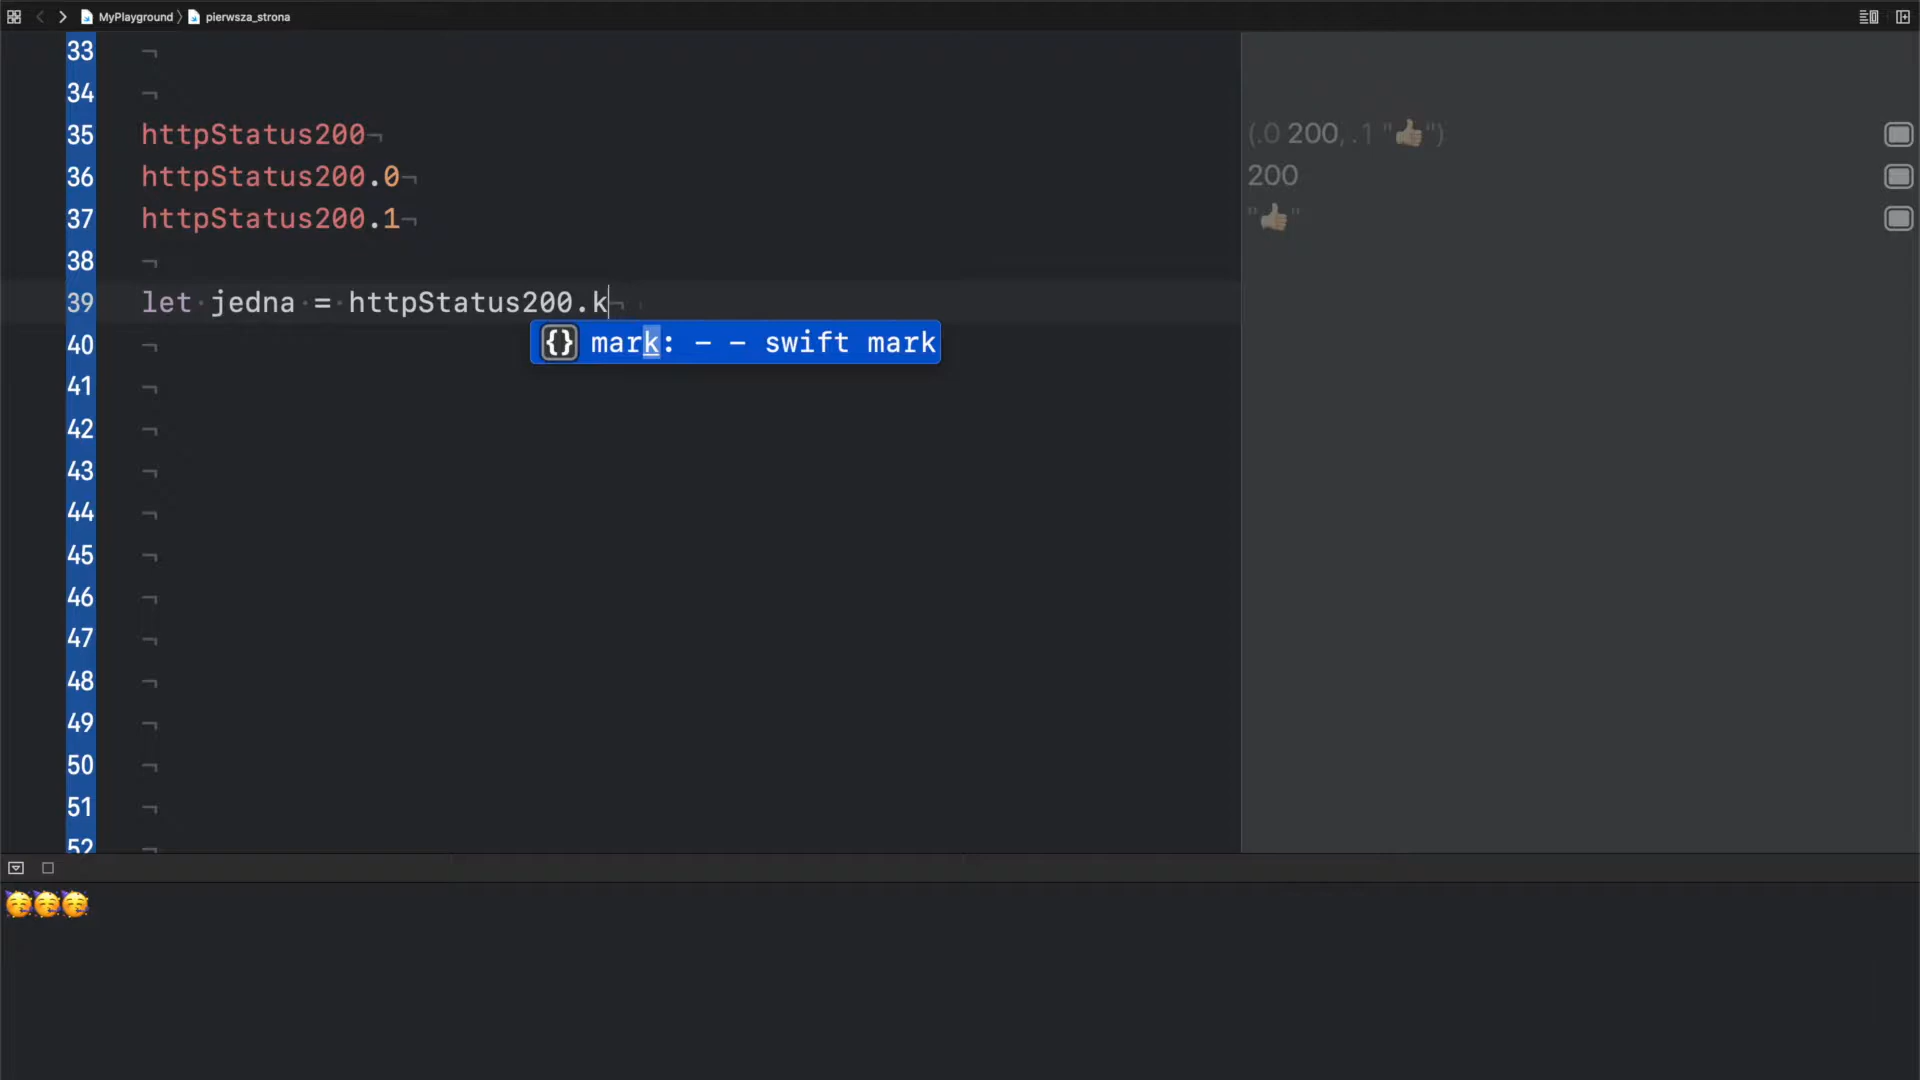 MyPlayground 〉 pierwsza_strona
33 ¬
34 ¬
35 httpStatus200¬ (.0 200, .1 "👍🏼")
36 httpStatus200.0¬ 200
37 httpStatus200.1¬ "👍🏼"
38 ¬
39 let·jedna·=·httpStatus200.k¬
{} mark: – – swift mark
40 ¬
41 ¬
42 ¬
43 ¬
44 ¬
45 ¬
46 ¬
47 ¬
48 ¬
49 ¬
50 ¬
51 ¬
52 ¬
🥳🥳🥳